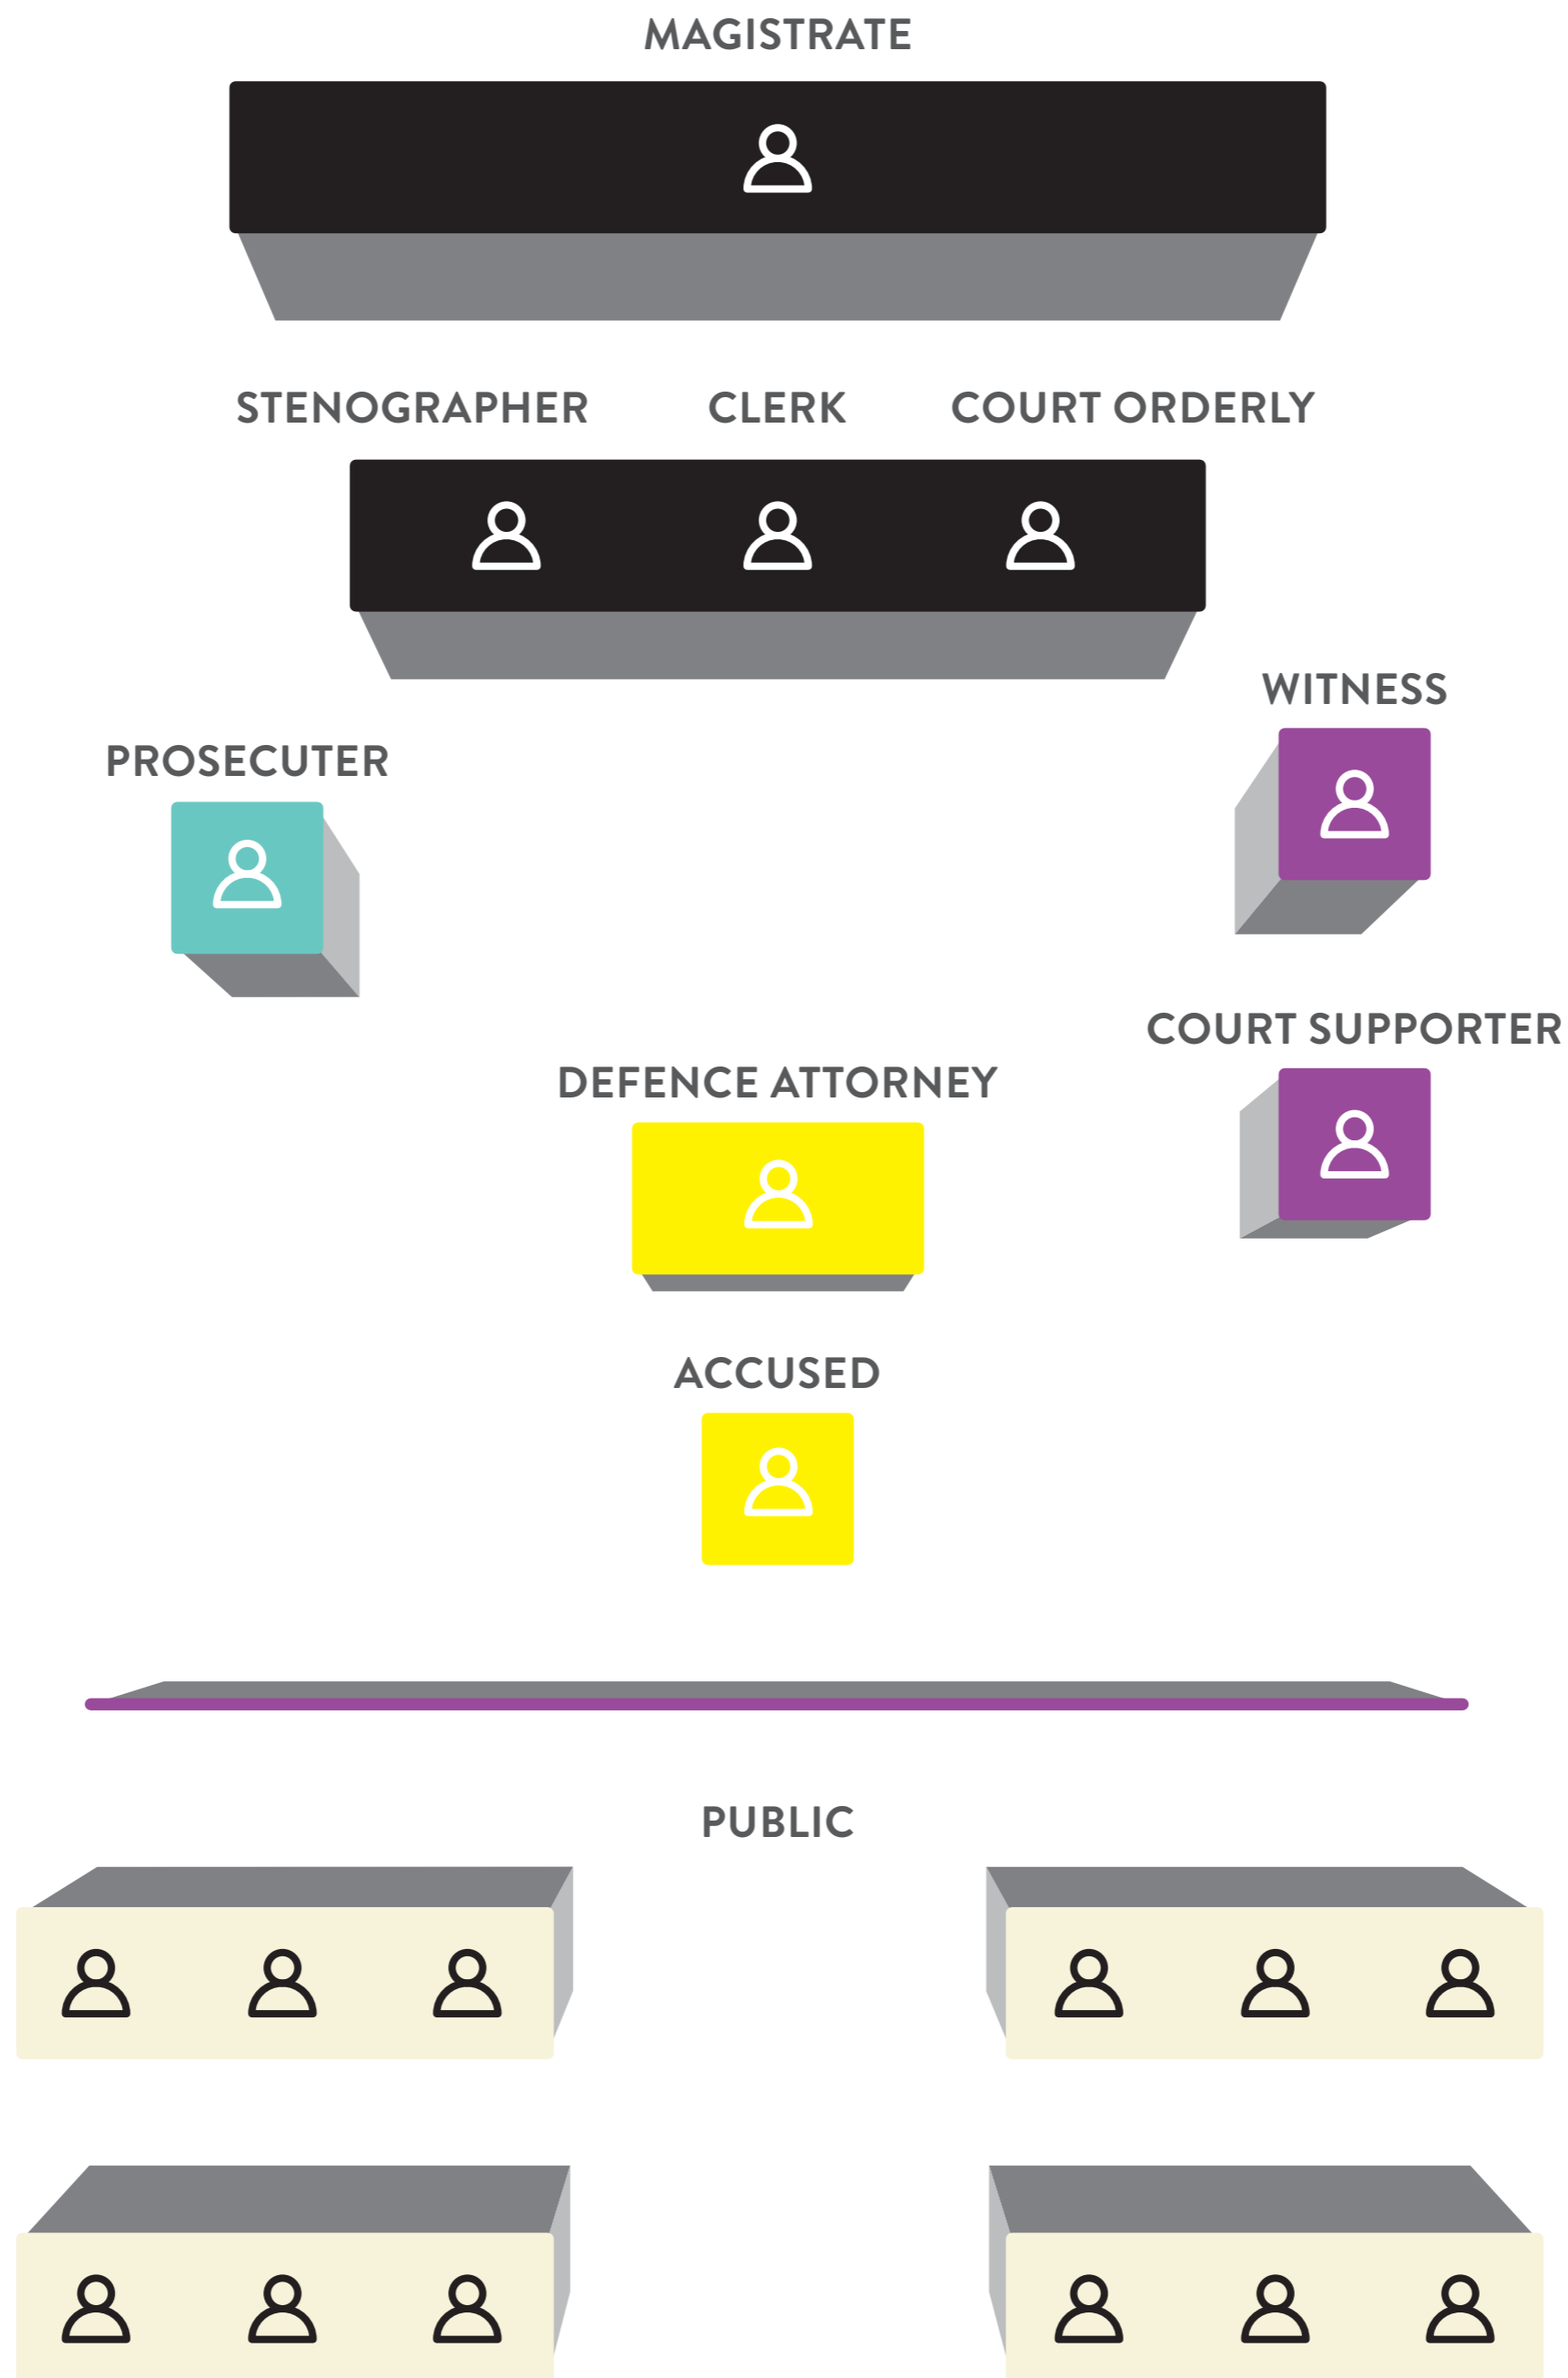 MAGISTRATE
STENOGRAPHER CLERK COURT ORDERLY
WITNESS
PROSECUTER
COURT SUPPORTER
DEFENCE ATTORNEY
ACCUSED
PUBLIC